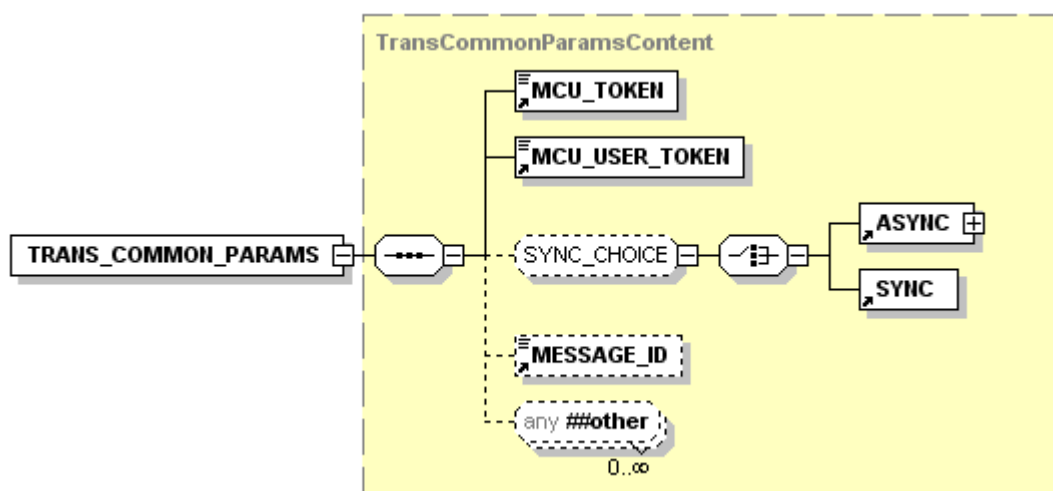 TransCommonParamsContent
MCU_TOKEN
MCU_USER_TOKEN
TRANS_COMMON_PARAMS
SYNC_CHOICE
ASYNC
SYNC
MESSAGE_ID
any ##other
0..∞